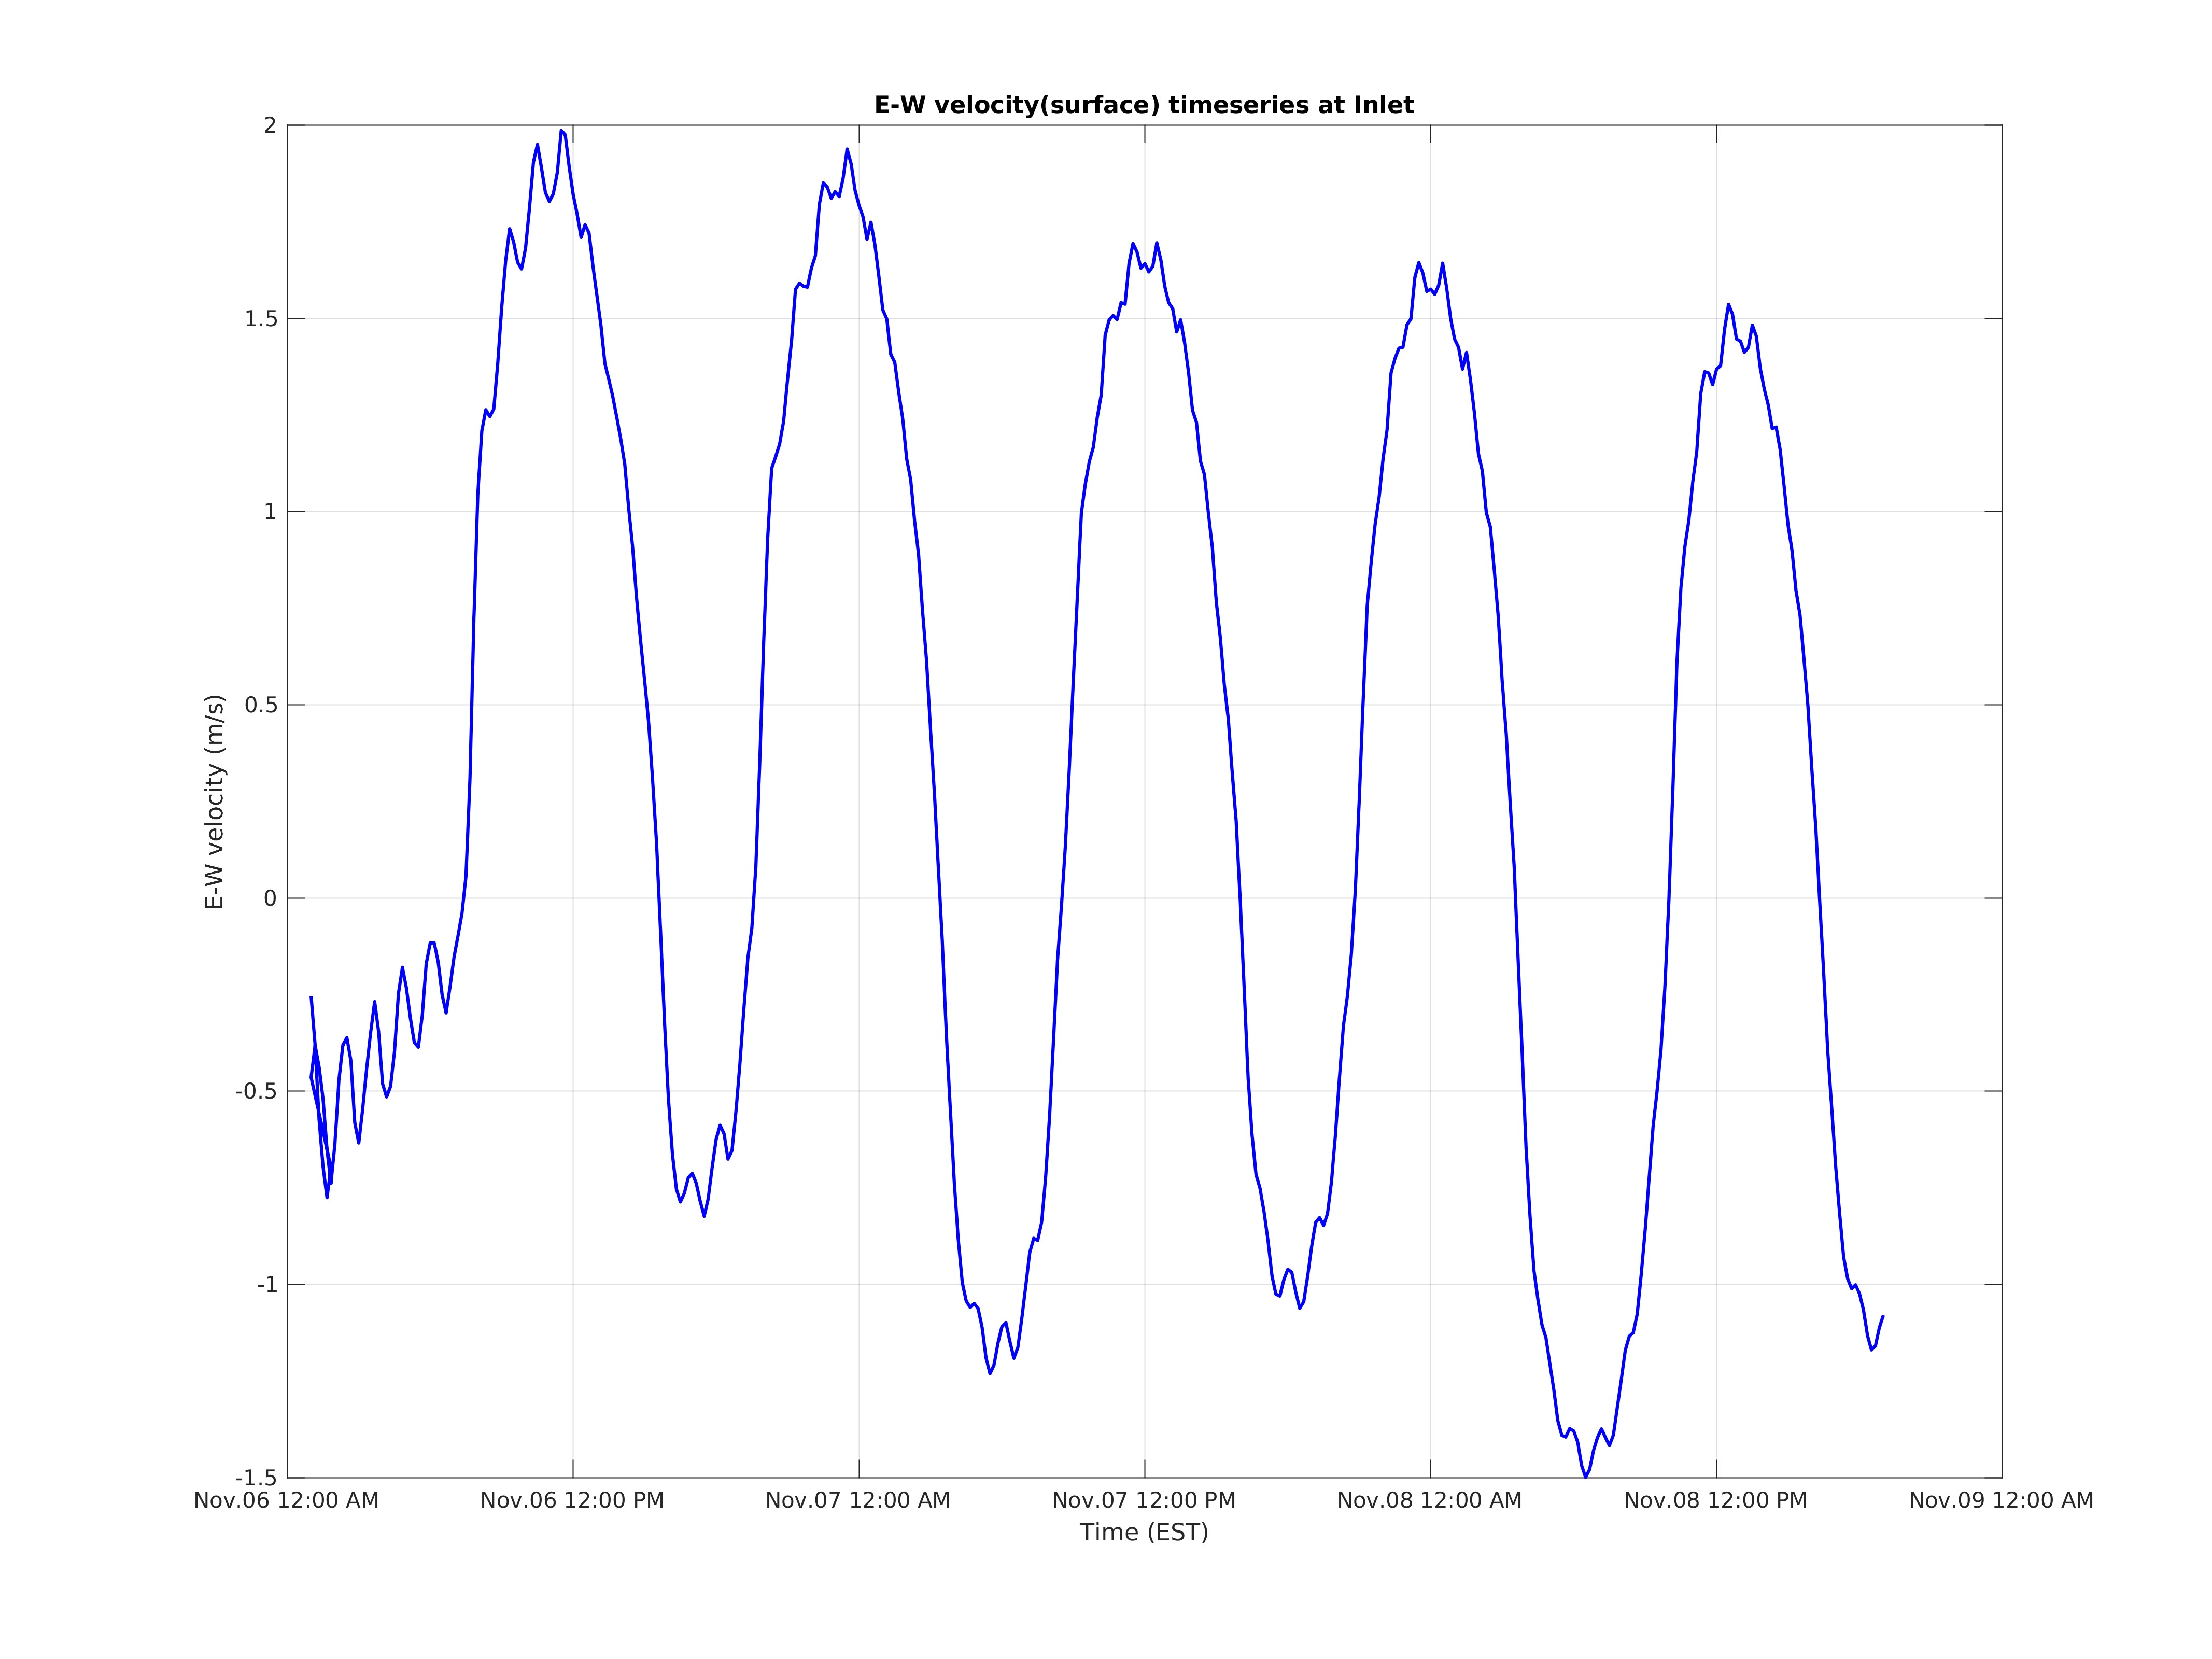 E-W velocity(surface) timeseries at Inlet
2
1.5
1
0.5
0
-0.5
-1
-1.5
E-W velocity (m/s)
Nov.06 12:00 AM Nov.06 12:00 PM Nov.07 12:00 AM Nov.07 12:00 PM Nov.08 12:00 AM Nov.08 12:00 PM Nov.09 12:00 AM
Time (EST)